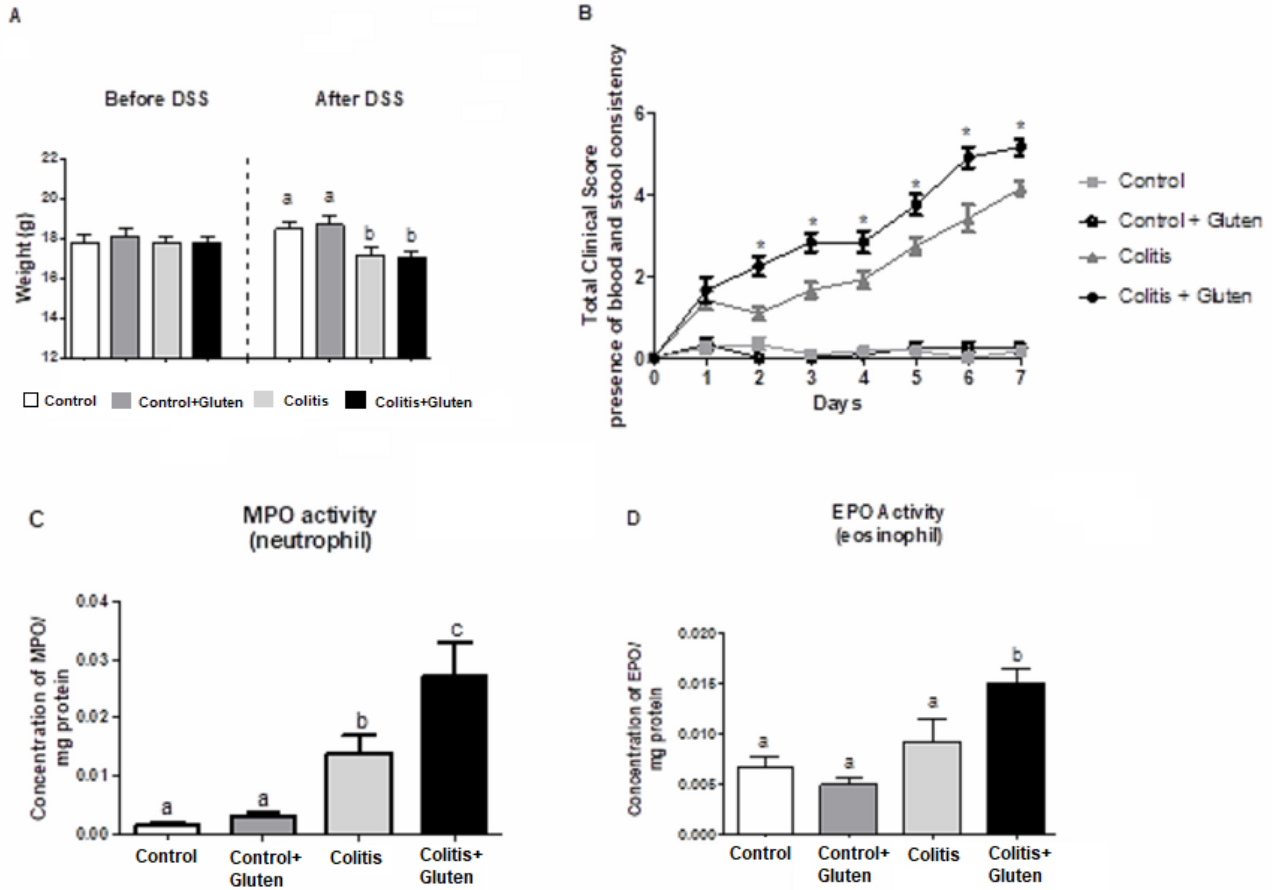 A
Before DSS
After DSS
Weight (g)
22
20
18
16
14
12
a
a
b
b
Control
Control+Gluten
Colitis
Colitis+Gluten
B
Total Clinical Score
presence of blood and stool consistency
6
4
2
0
*
*
*
*
*
*
0 1 2 3 4 5 6 7
Days
Control
Control + Gluten
Colitis
Colitis + Gluten
C
MPO activity
(neutrophil)
Concentration of MPO/
mg protein
0.04
0.03
0.02
0.01
0.00
a
a
b
c
Control
Control+
Gluten
Colitis
Colitis+
Gluten
D
EPO Activity
(eosinophil)
Concentration of EPO/
mg protein
0.020
0.015
0.010
0.005
0.000
a
a
a
b
Control
Control+
Gluten
Colitis
Colitis+
Gluten